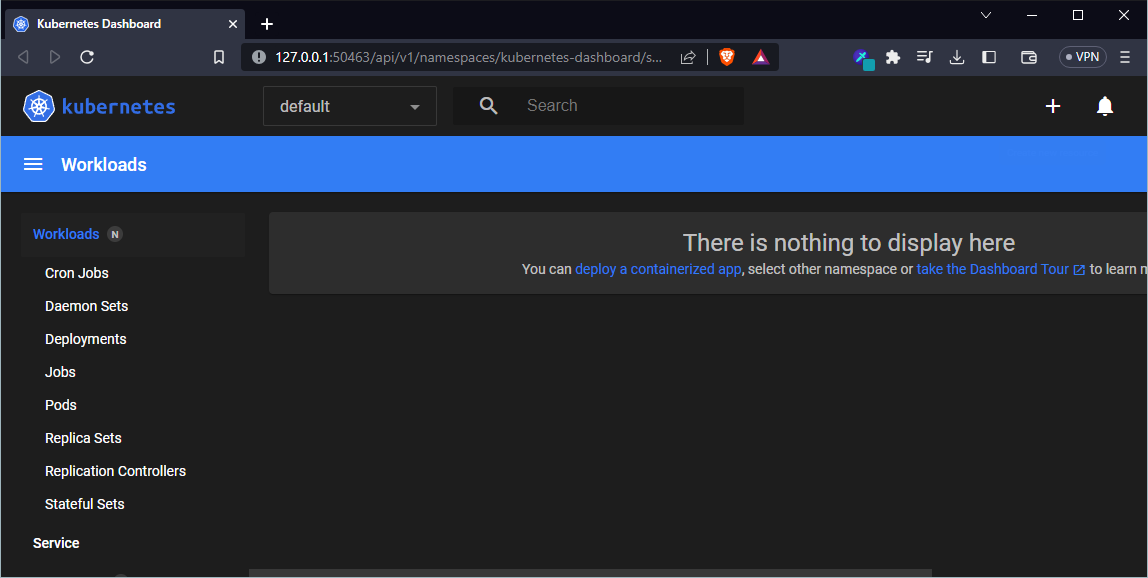 Kubernetes Dashboard
127.0.0.1:50463/api/v1/namespaces/kubernetes-dashboard/s...
VPN
kubernetes
default
Search
Workloads
Workloads N
There is nothing to display here
You can deploy a containerized app, select other namespace or take the Dashboard Tour to learn
Cron Jobs
Daemon Sets
Deployments
Jobs
Pods
Replica Sets
Replication Controllers
Stateful Sets
Service